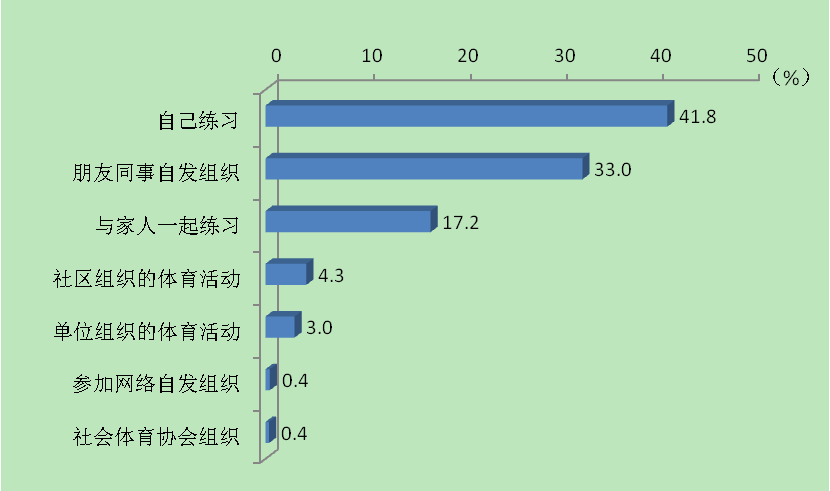 0 10 20 30 40 50
（%）
自己练习 41.8
朋友同事自发组织 33.0
与家人一起练习 17.2
社区组织的体育活动 4.3
单位组织的体育活动 3.0
参加网络自发组织 0.4
社会体育协会组织 0.4